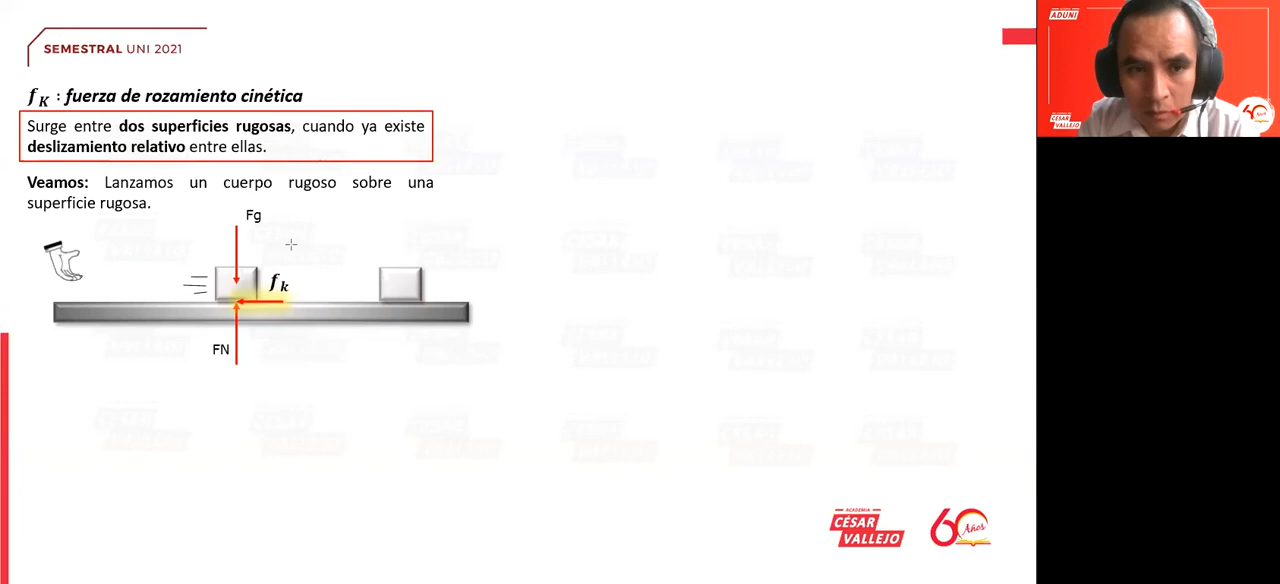 SEMESTRAL UNI 2021
f_K : fuerza de rozamiento cinética
Surge entre dos superficies rugosas, cuando ya existe
deslizamiento relativo entre ellas.
Veamos: Lanzamos un cuerpo rugoso sobre una
superficie rugosa.
Fg
f_k
FN
ACADEMIA
CÉSAR
VALLEJO
60
Años
ADUNI
CÉSAR
VALLEJO
60